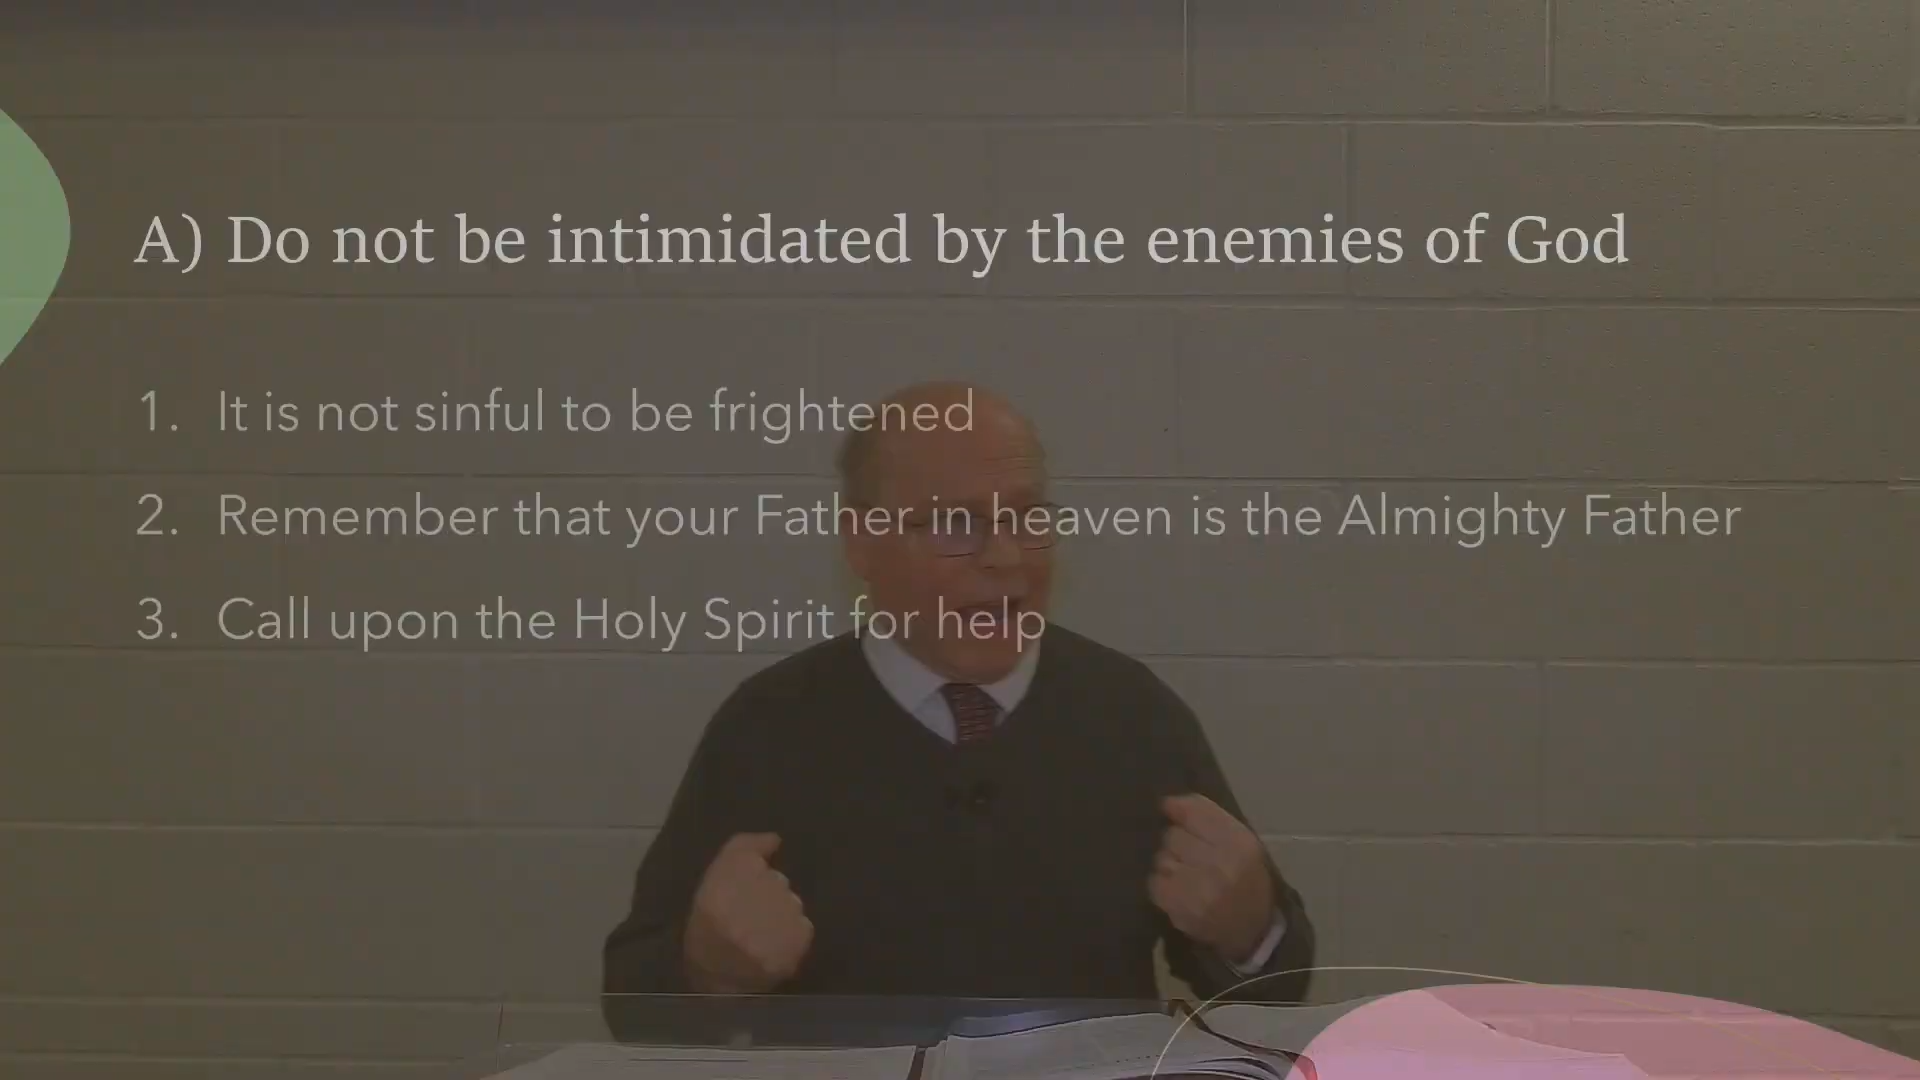 A) Do not be intimidated by the enemies of God
1. It is not sinful to be frightened
2. Remember that your Father in heaven is the Almighty Father
3. Call upon the Holy Spirit for help